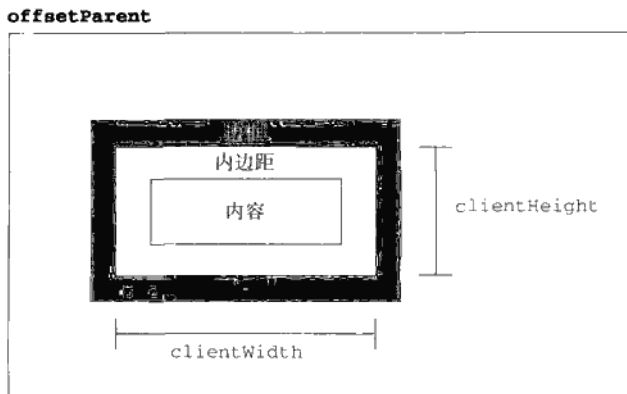 offsetParent
内边距
内容
clientHeight
clientWidth